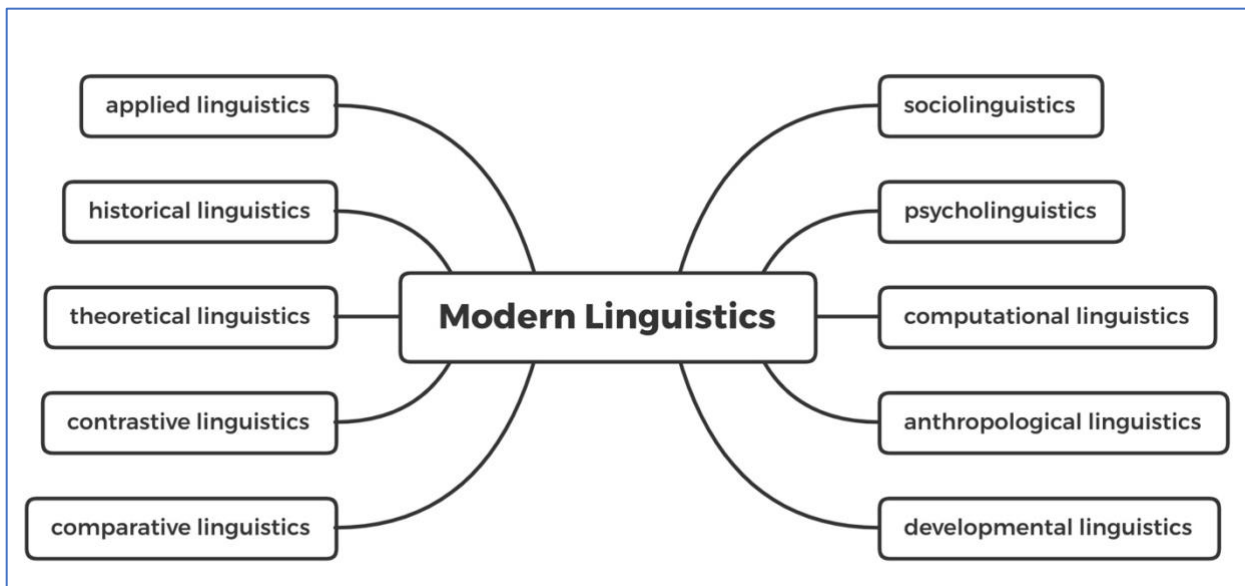 applied linguistics
historical linguistics
theoretical linguistics
contrastive linguistics
comparative linguistics
Modern Linguistics
sociolinguistics
psycholinguistics
computational linguistics
anthropological linguistics
developmental linguistics